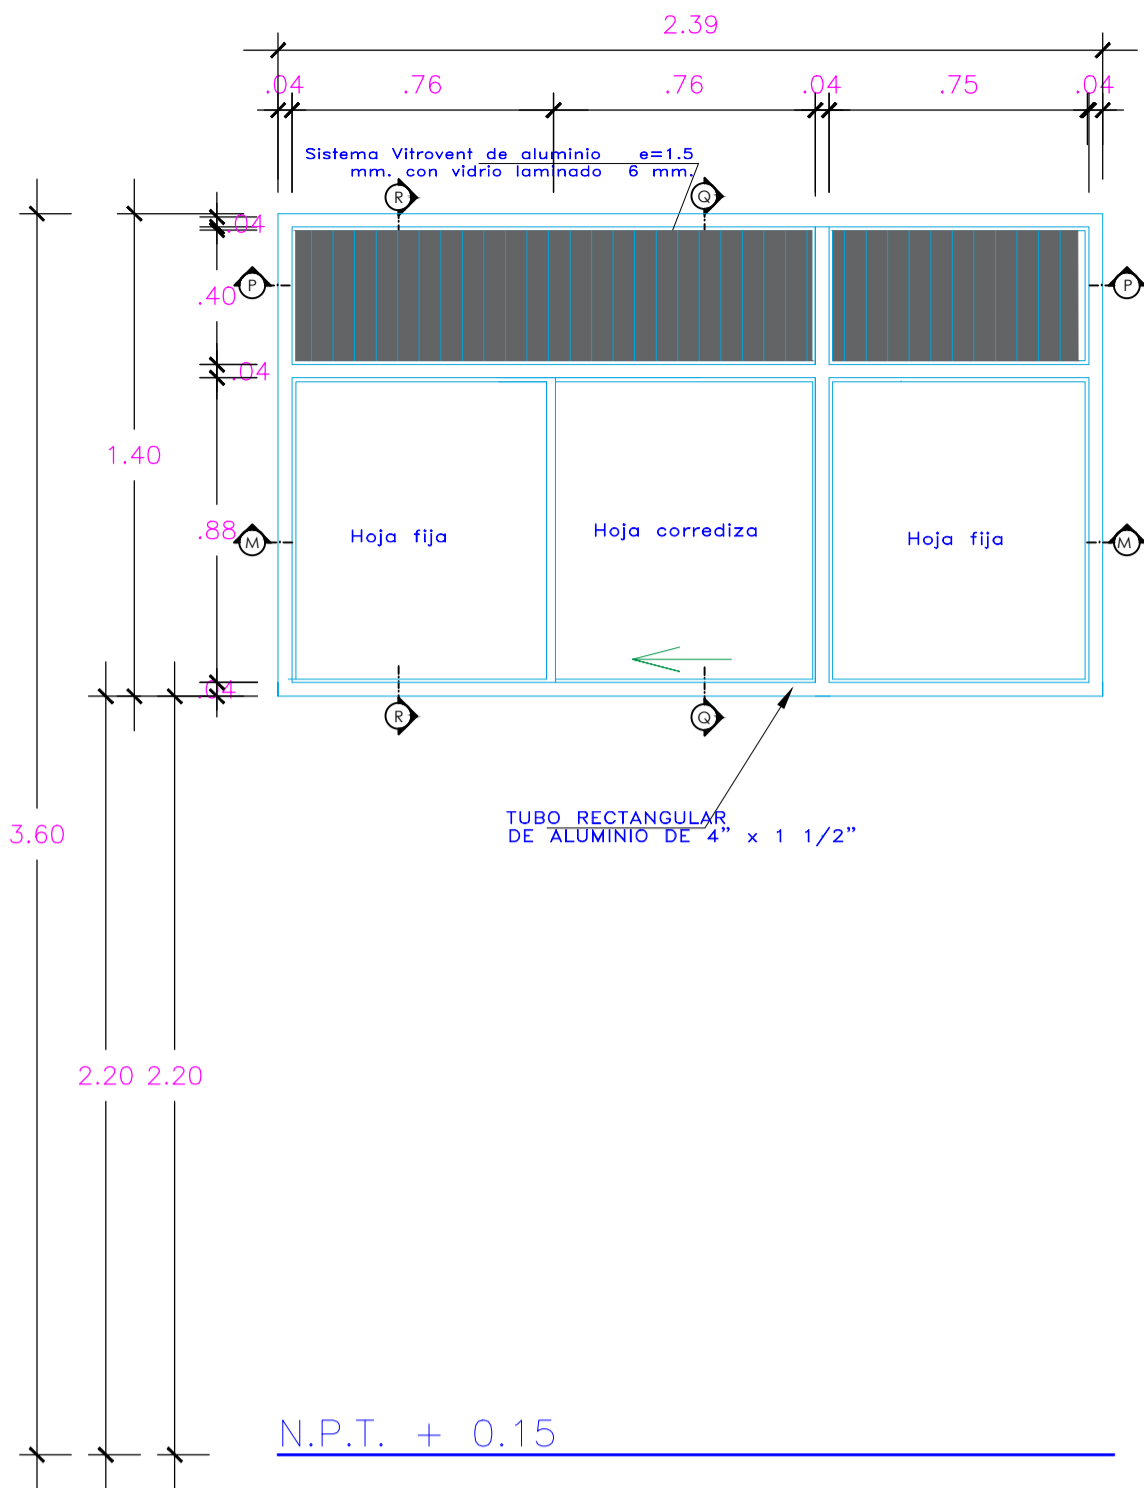 2.39
.04 .76 .76 .04 .75 .04
Sistema Vitrovent de aluminio e=1.5
mm. con vidrio laminado 6 mm.
R Q
.04
P .40 P
.04
1.40
.88
M M
Hoja fija Hoja corrediza Hoja fija
.04
R Q
TUBO RECTANGULAR
DE ALUMINIO DE 4” x 1 1/2”
3.60
2.20 2.20
N.P.T. + 0.15